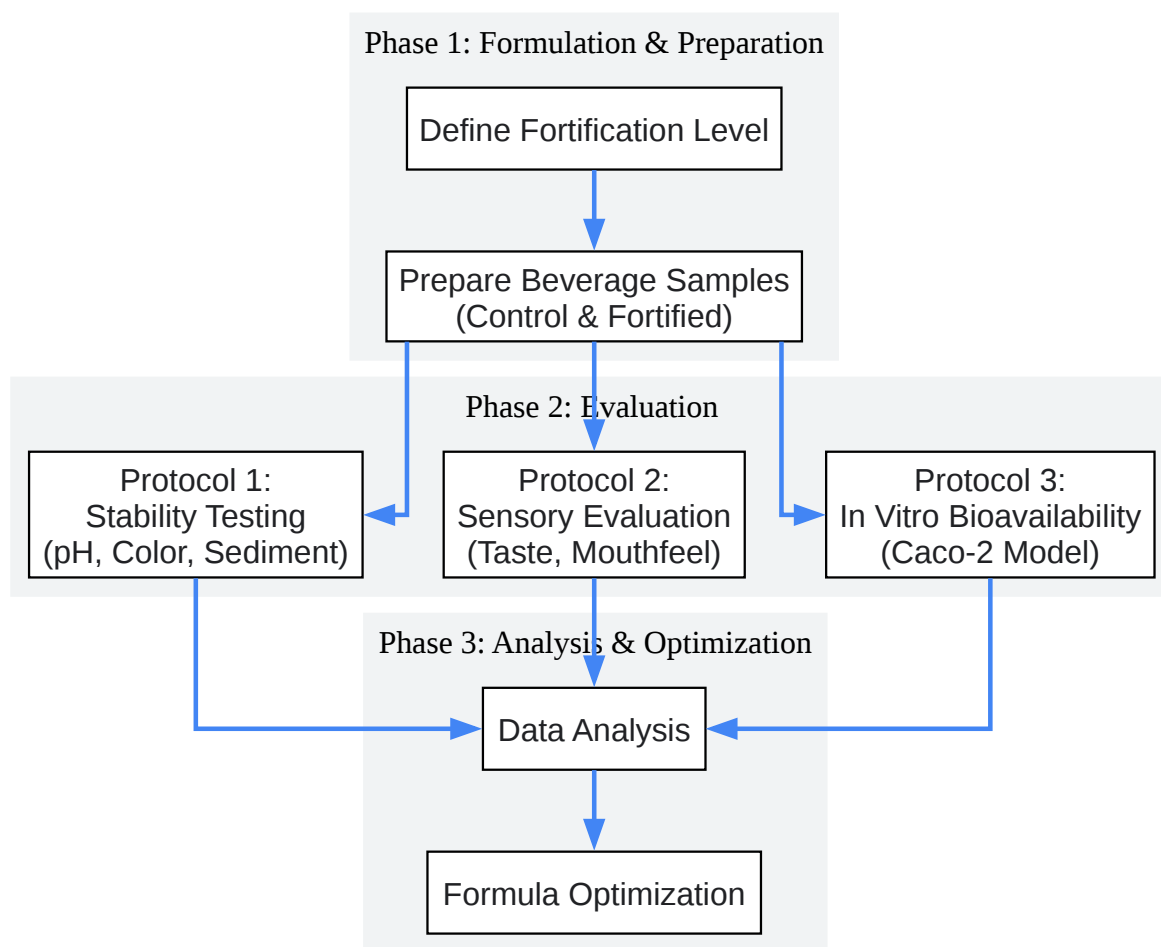 Phase 1: Formulation & Preparation
Define Fortification Level
Prepare Beverage Samples
(Control & Fortified)
Phase 2: Evaluation
Protocol 1:
Stability Testing
(pH, Color, Sediment)
Protocol 2:
Sensory Evaluation
(Taste, Mouthfeel)
Protocol 3:
In Vitro Bioavailability
(Caco-2 Model)
Phase 3: Analysis & Optimization
Data Analysis
Formula Optimization